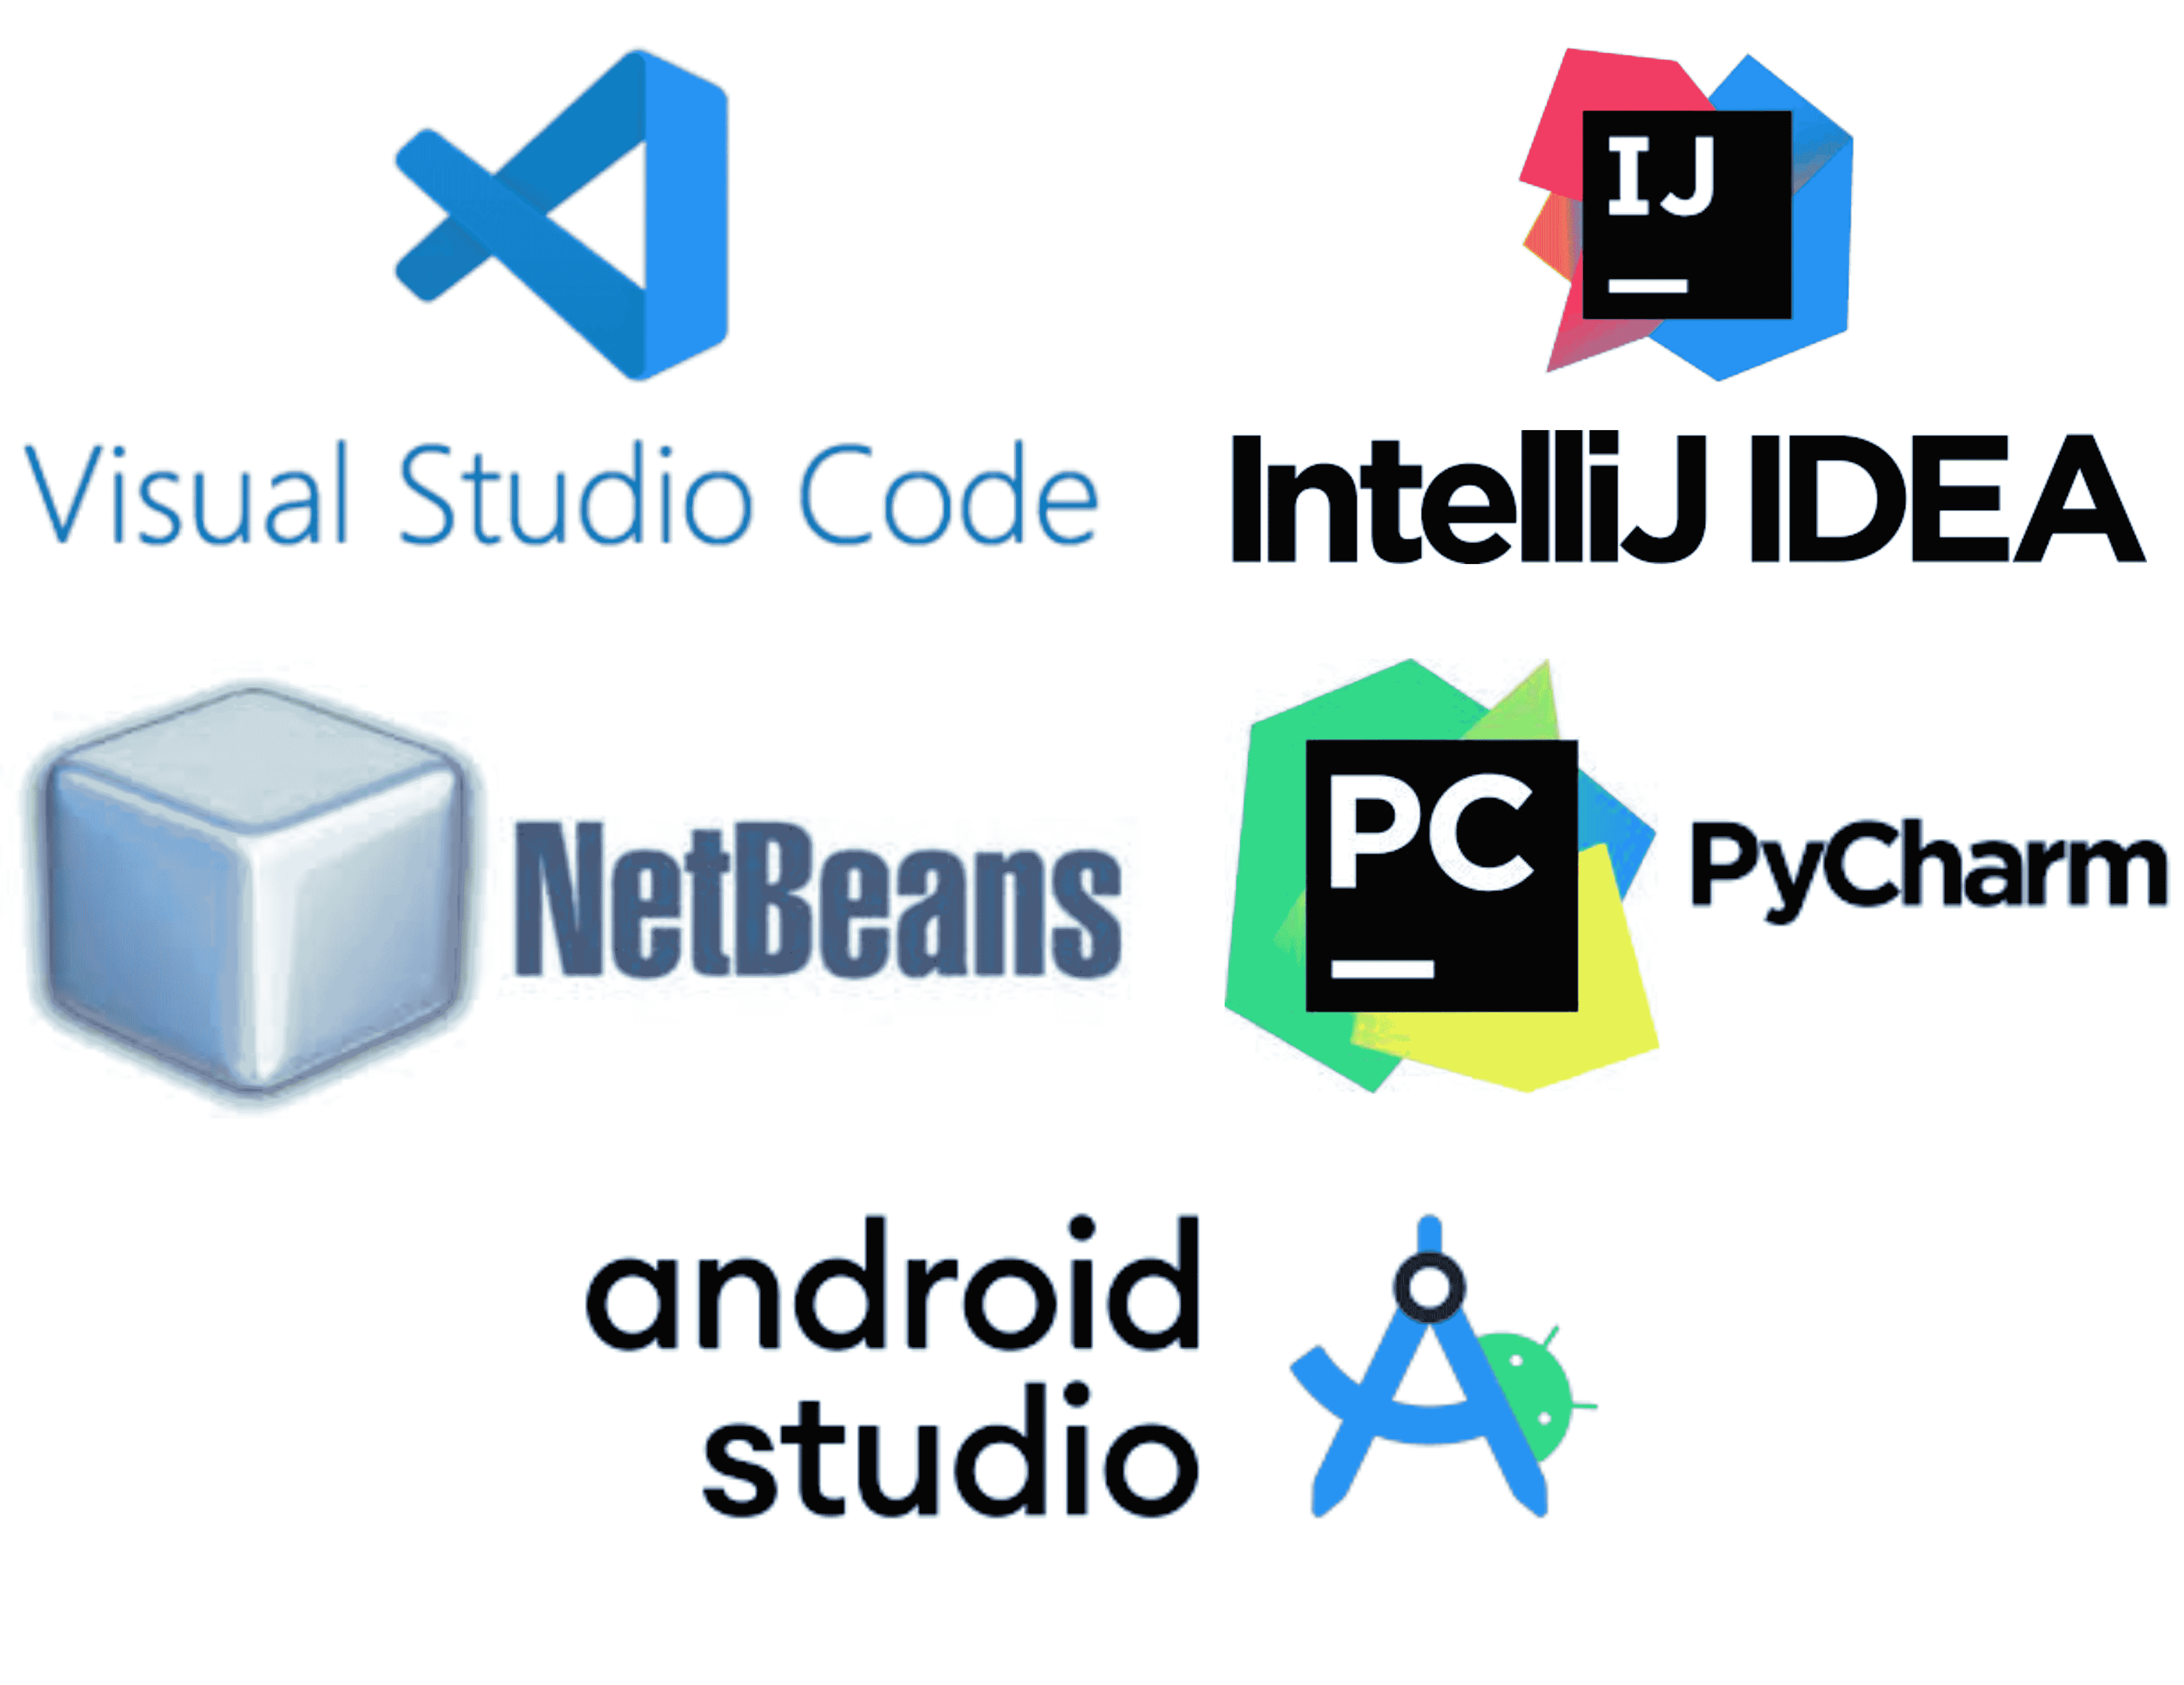 IJ
Visual Studio Code
IntelliJ IDEA
NetBeans
PC
PyCharm
android
studio